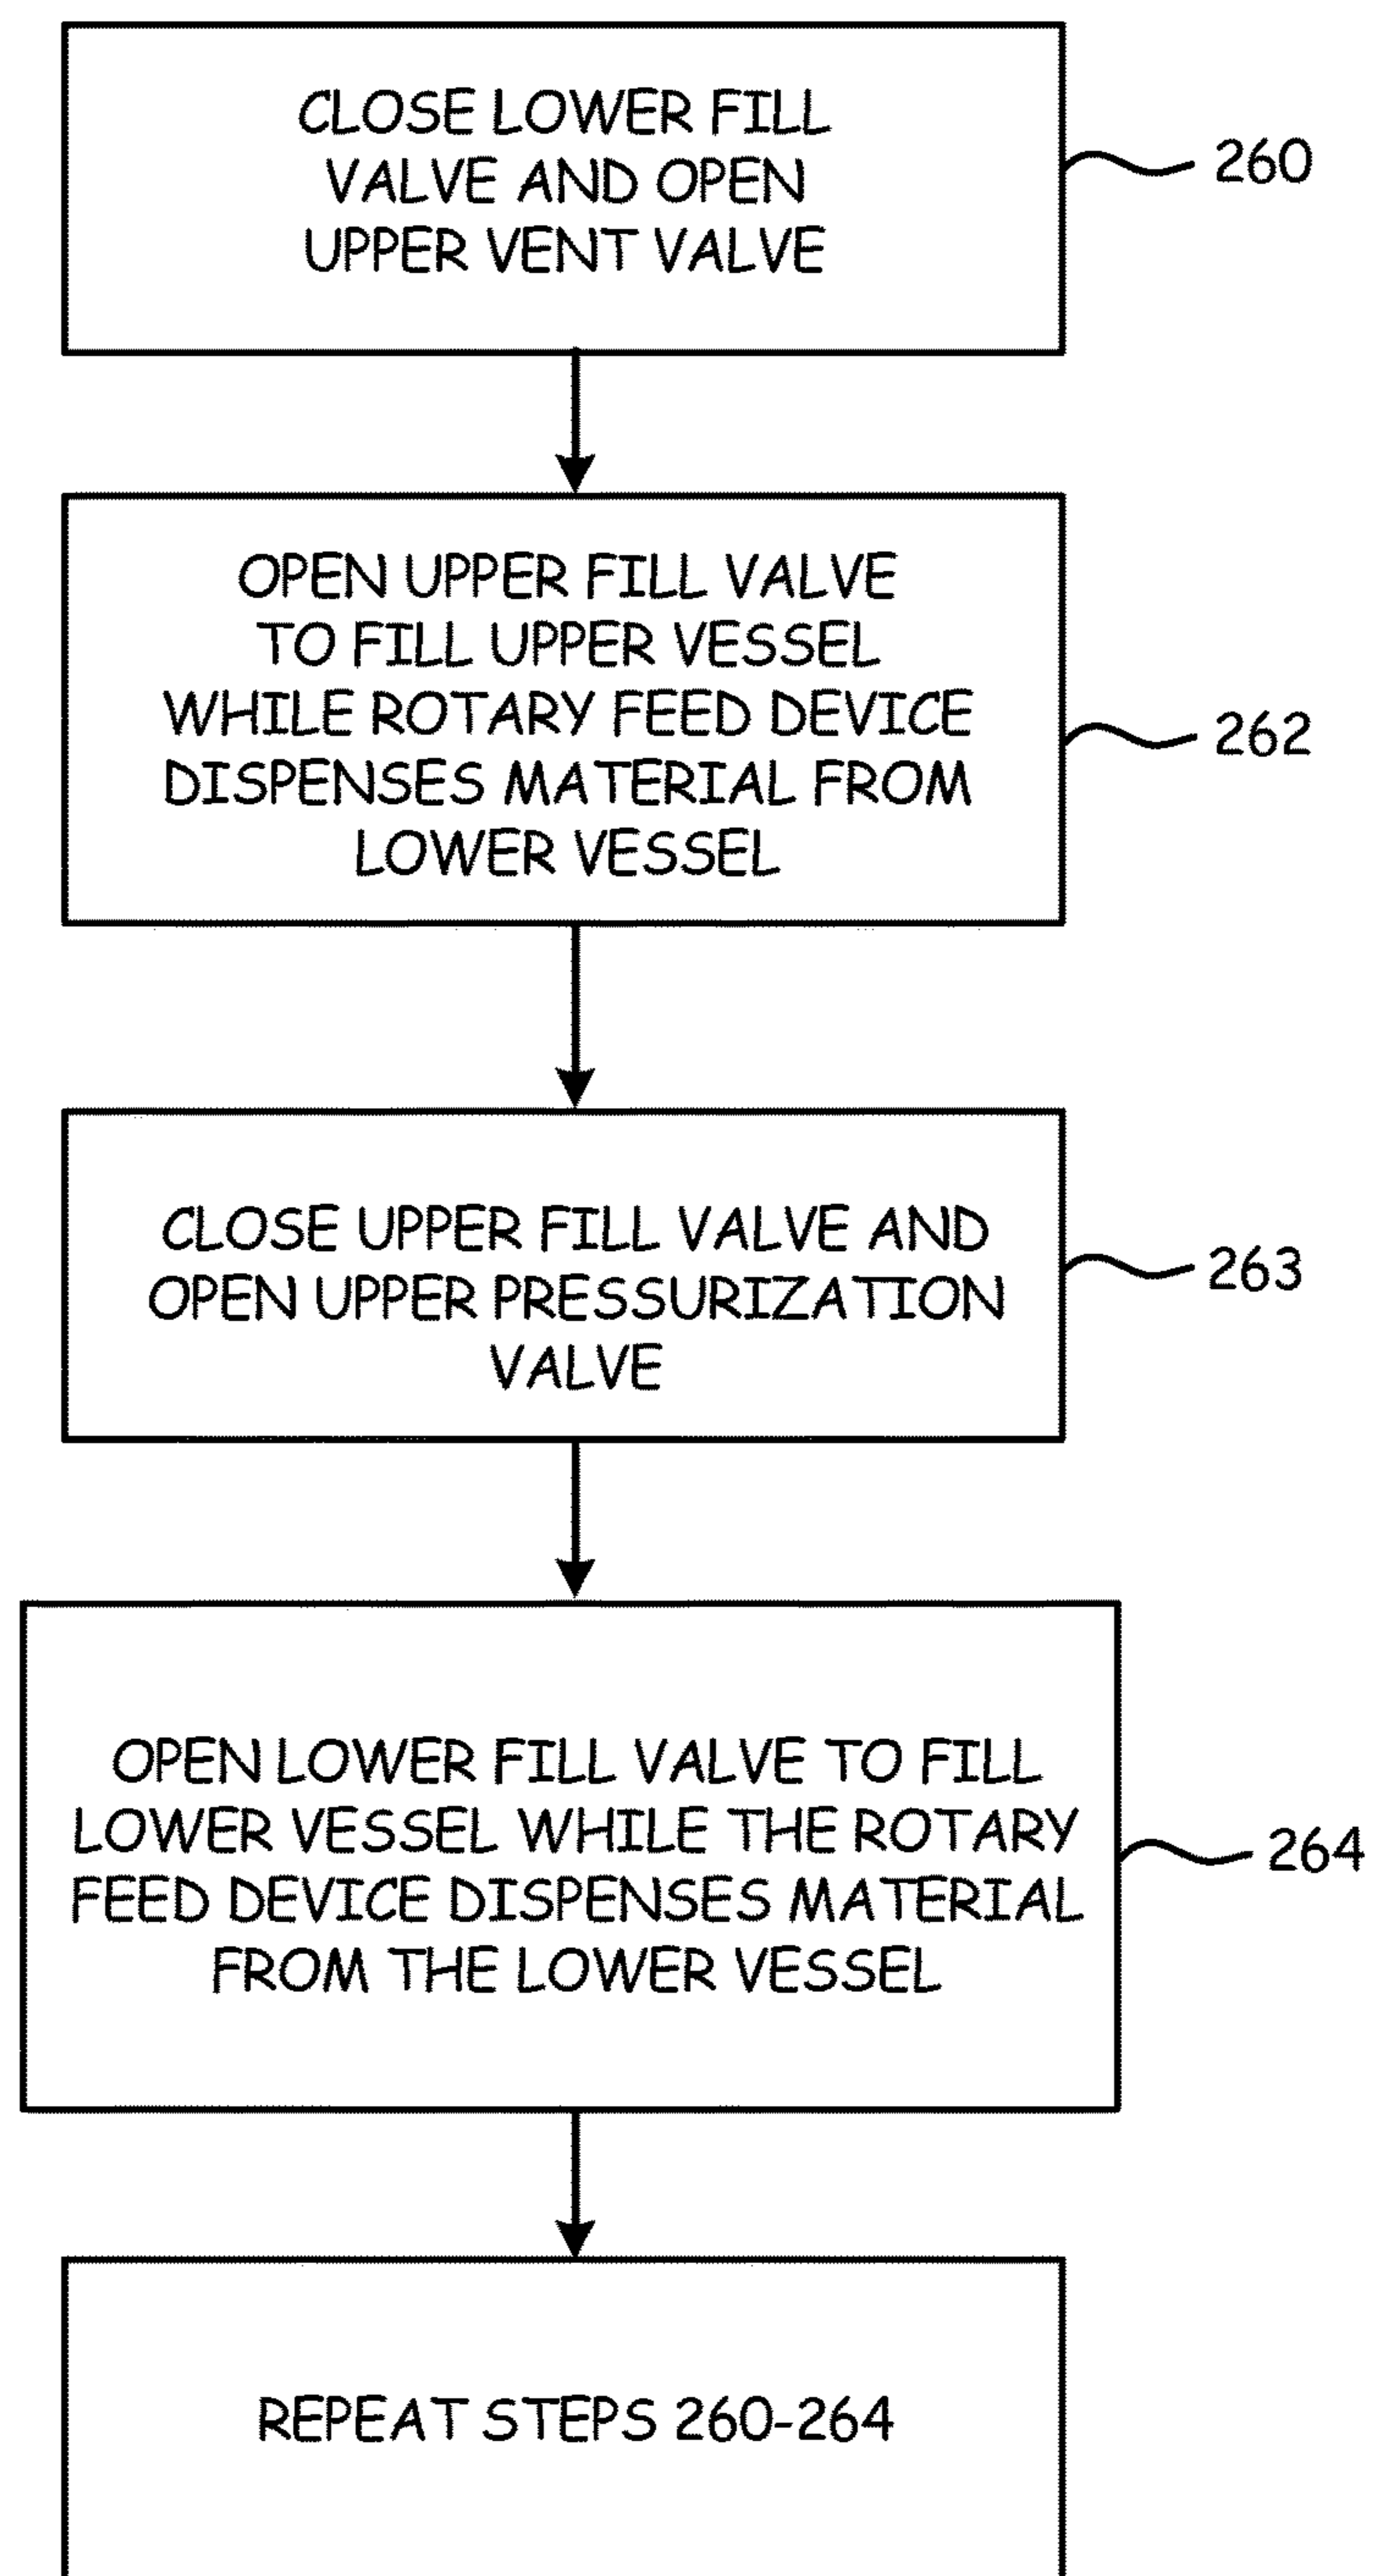 CLOSE LOWER FILL
VALVE AND OPEN
UPPER VENT VALVE
260
OPEN UPPER FILL VALVE
TO FILL UPPER VESSEL
WHILE ROTARY FEED DEVICE
DISPENSES MATERIAL FROM
LOWER VESSEL
262
CLOSE UPPER FILL VALVE AND
OPEN UPPER PRESSURIZATION
VALVE
263
OPEN LOWER FILL VALVE TO FILL
LOWER VESSEL WHILE THE ROTARY
FEED DEVICE DISPENSES MATERIAL
FROM THE LOWER VESSEL
264
REPEAT STEPS 260-264